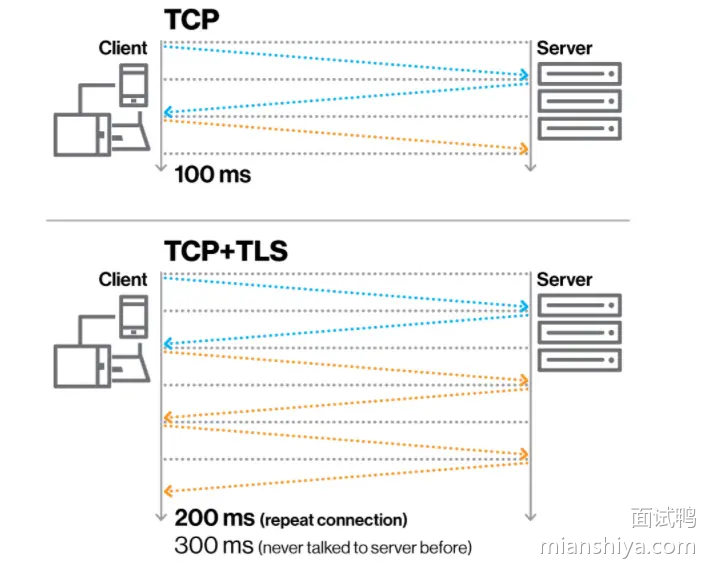 TCP
Client
Server
100 ms
TCP+TLS
Client
Server
200 ms (repeat connection)
300 ms (never talked to server before)
面试鸭
mianshiya.com